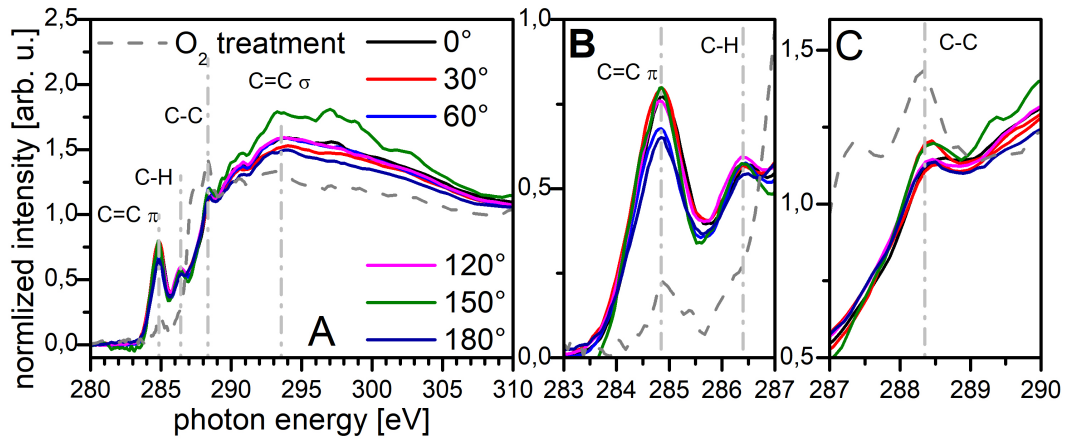 normlized intensity [arb. u.]
2,5
2,0
1,5
1,0
0,5
0,0
O2 treatment
0°
30°
60°
C=C σ
C-C
C-H
C=C π
120°
150°
180°
A
280 285 290 295 300 305 310
photon energy [eV]
1,0
0,5
0,0
B
C-H
C=C π
C-H
283 284 285 286 287
1,5
1,0
0,5
C
C-C
287 288 289 290